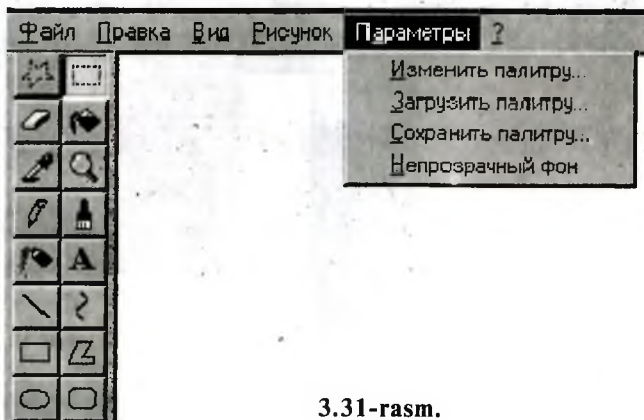 Файл Правка Вид Рисунок Параметры ?
Изменить палитру...
Загрузить палитру...
Сохранить палитру...
Непрозрачный фон
A
3.31-rasm.